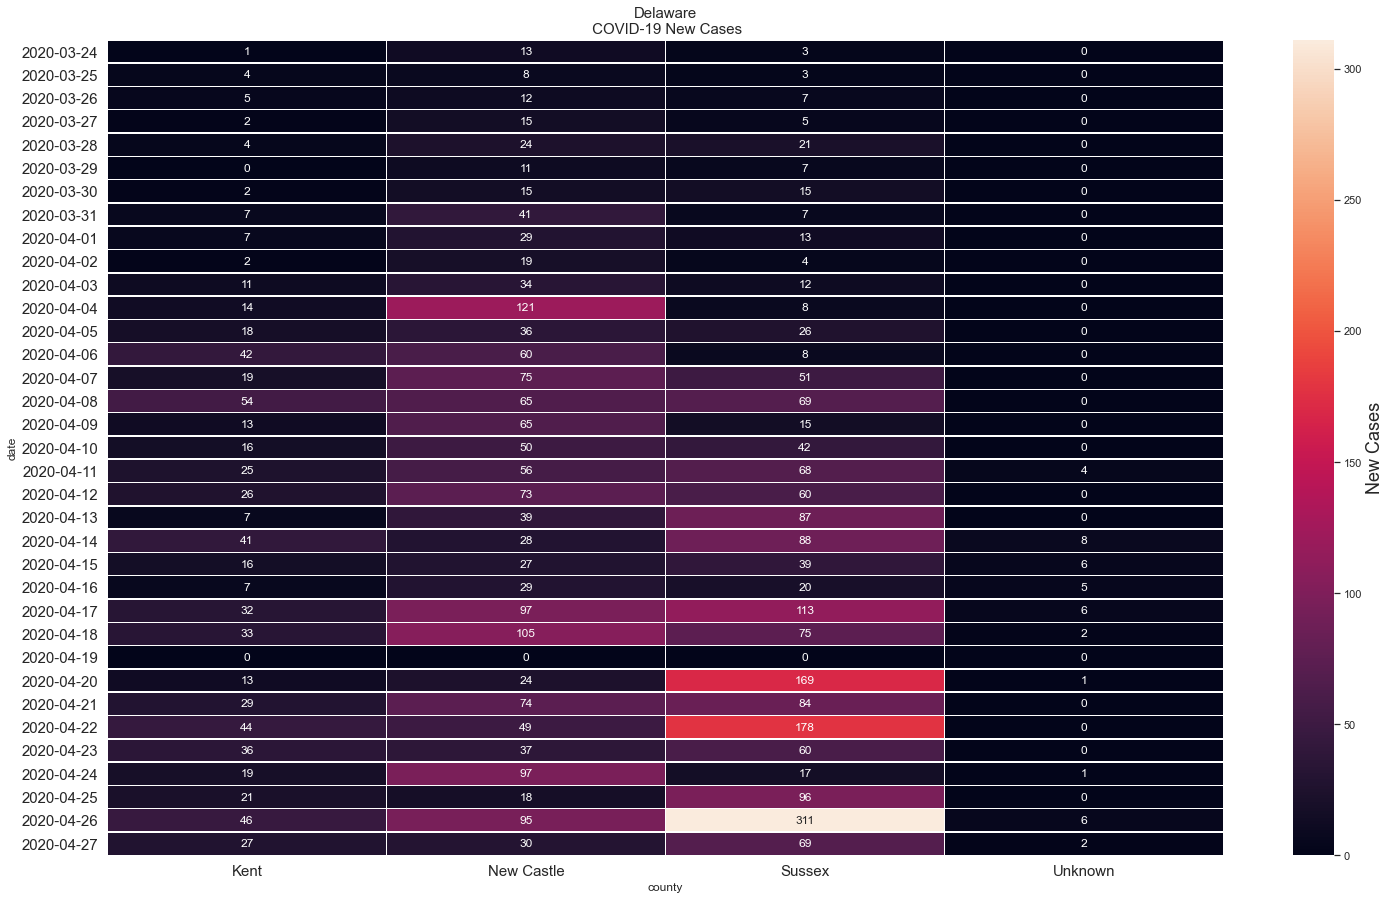 Delaware
COVID-19 New Cases
2020-03-24 1 13 3 0
2020-03-25 4 8 3 0
2020-03-26 5 12 7 0
2020-03-27 2 15 5 0
2020-03-28 4 24 21 0
2020-03-29 0 11 7 0
2020-03-30 2 15 15 0
2020-03-31 7 41 7 0
2020-04-01 7 29 13 0
2020-04-02 2 19 4 0
2020-04-03 11 34 12 0
2020-04-04 14 121 8 0
2020-04-05 18 36 26 0
2020-04-06 42 60 8 0
2020-04-07 19 75 51 0
2020-04-08 54 65 69 0
2020-04-09 13 65 15 0
2020-04-10 16 50 42 0
2020-04-11 25 56 68 4
2020-04-12 26 73 60 0
2020-04-13 7 39 87 0
2020-04-14 41 28 88 8
2020-04-15 16 27 39 6
2020-04-16 7 29 20 5
2020-04-17 32 97 113 6
2020-04-18 33 105 75 2
2020-04-19 0 0 0 0
2020-04-20 13 24 169 1
2020-04-21 29 74 84 0
2020-04-22 44 49 178 0
2020-04-23 36 37 60 0
2020-04-24 19 97 17 1
2020-04-25 21 18 96 0
2020-04-26 46 95 311 6
2020-04-27 27 30 69 2
Kent New Castle Sussex Unknown
county
date
300
250
200
150
100
50
0
New Cases